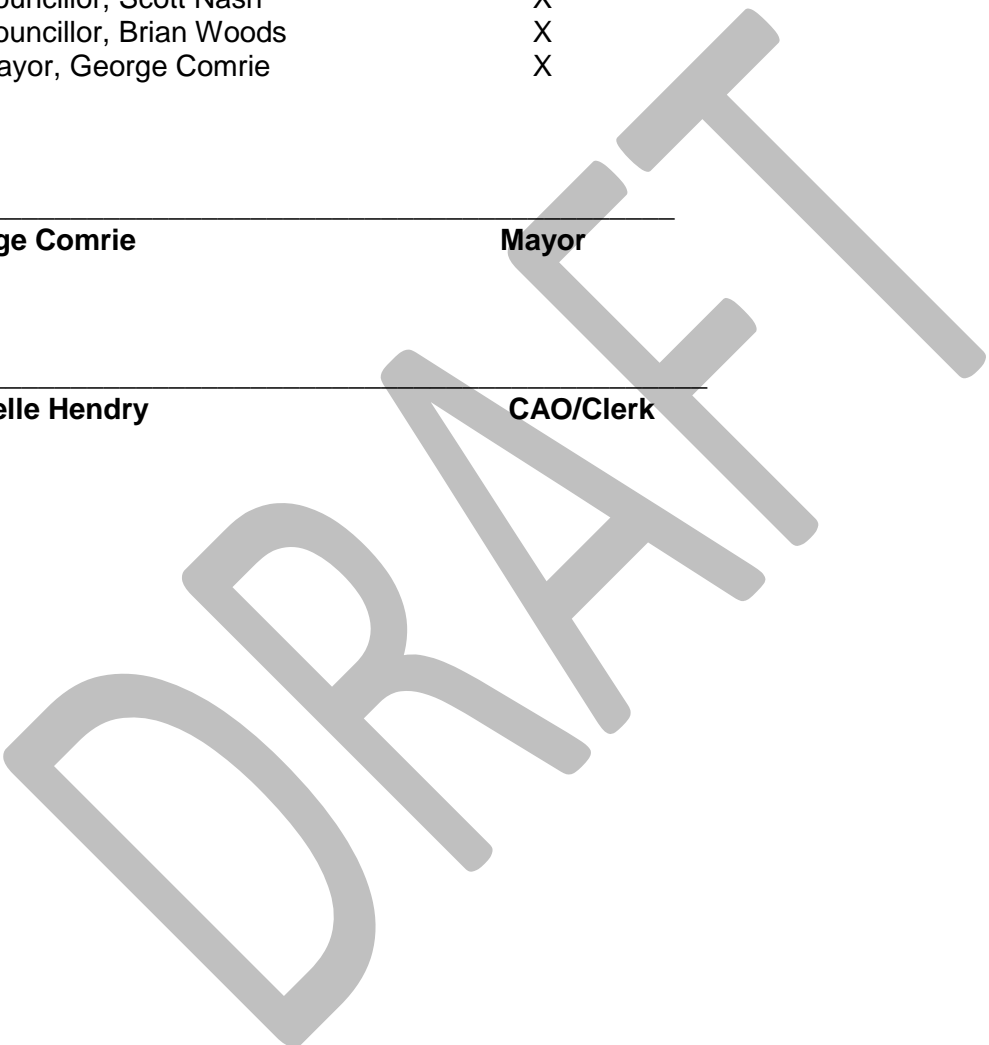 ouncillor, Scott Nash X
ouncillor, Brian Woods X
ayor, George Comrie X
ge Comrie Mayor
elle Hendry CAO/Clerk
DRAFT